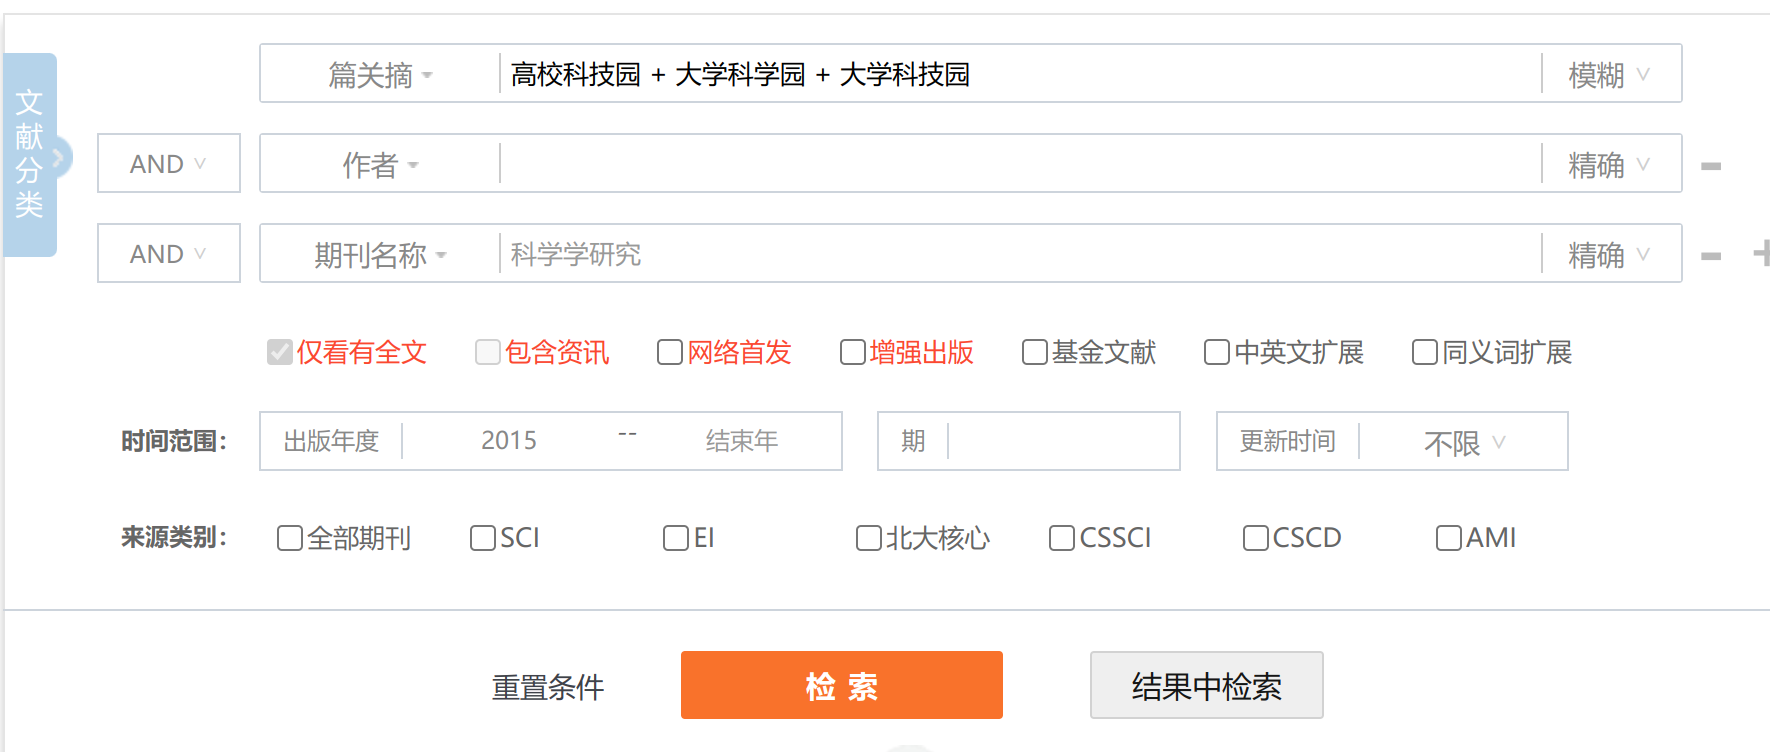 文献分类
篇关摘 高校科技园 + 大学科学园 + 大学科技园 模糊
AND 作者 精确
AND 期刊名称 科学学研究 精确
仅看有全文 包含资讯 网络首发 增强出版 基金文献 中英文扩展 同义词扩展
时间范围: 出版年度 2015 -- 结束年 期 更新时间 不限
来源类别: 全部期刊 SCI EI 北大核心 CSSCI CSCD AMI
重置条件 检索 结果中检索